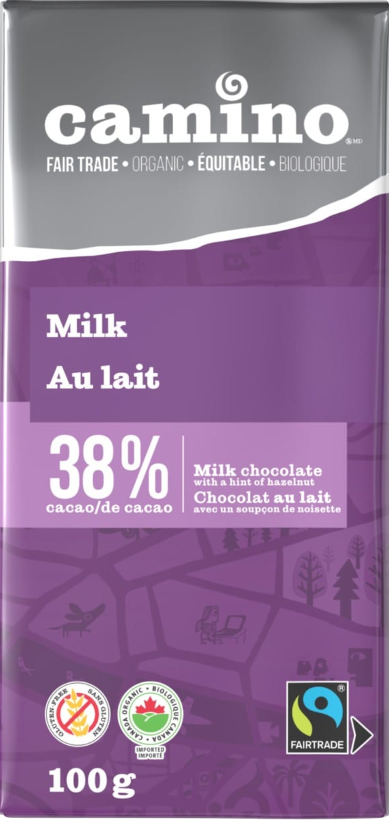 camino ®/MD
FAIR TRADE • ORGANIC • ÉQUITABLE • BIOLOGIQUE
Milk
Au lait
38%
cacao/de cacao
Milk chocolate
with a hint of hazelnut
Chocolat au lait
avec un soupçon de noisette
GLUTEN-FREE SANS GLUTEN
CANADA ORGANIC • BIOLOGIQUE CANADA
IMPORTED
IMPORTÉ
®
FAIRTRADE
100 g